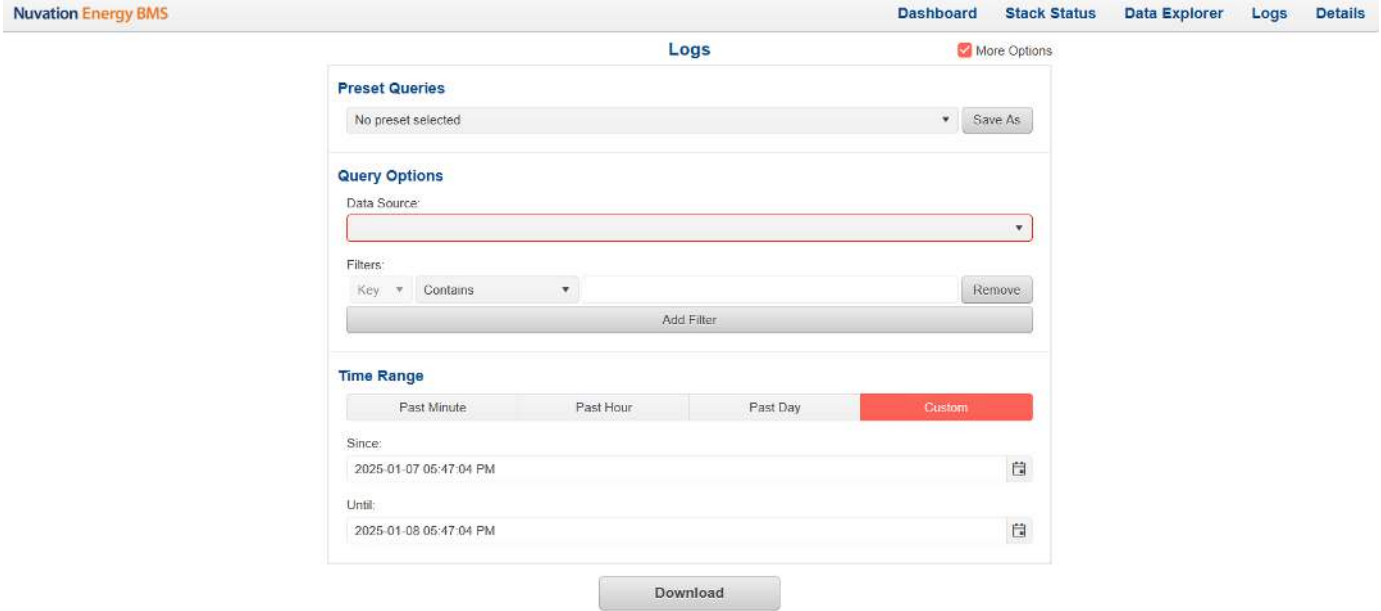 Nuvation Energy BMS Dashboard Stack Status Data Explorer Logs Details
Logs More Options
Preset Queries
No preset selected Save As
Query Options
Data Source:
Filters:
Key Contains Remove
Add Filter
Time Range
Past Minute Past Hour Past Day Custom
Since:
2025-01-07 05:47:04 PM
Until:
2025-01-08 05:47:04 PM
Download